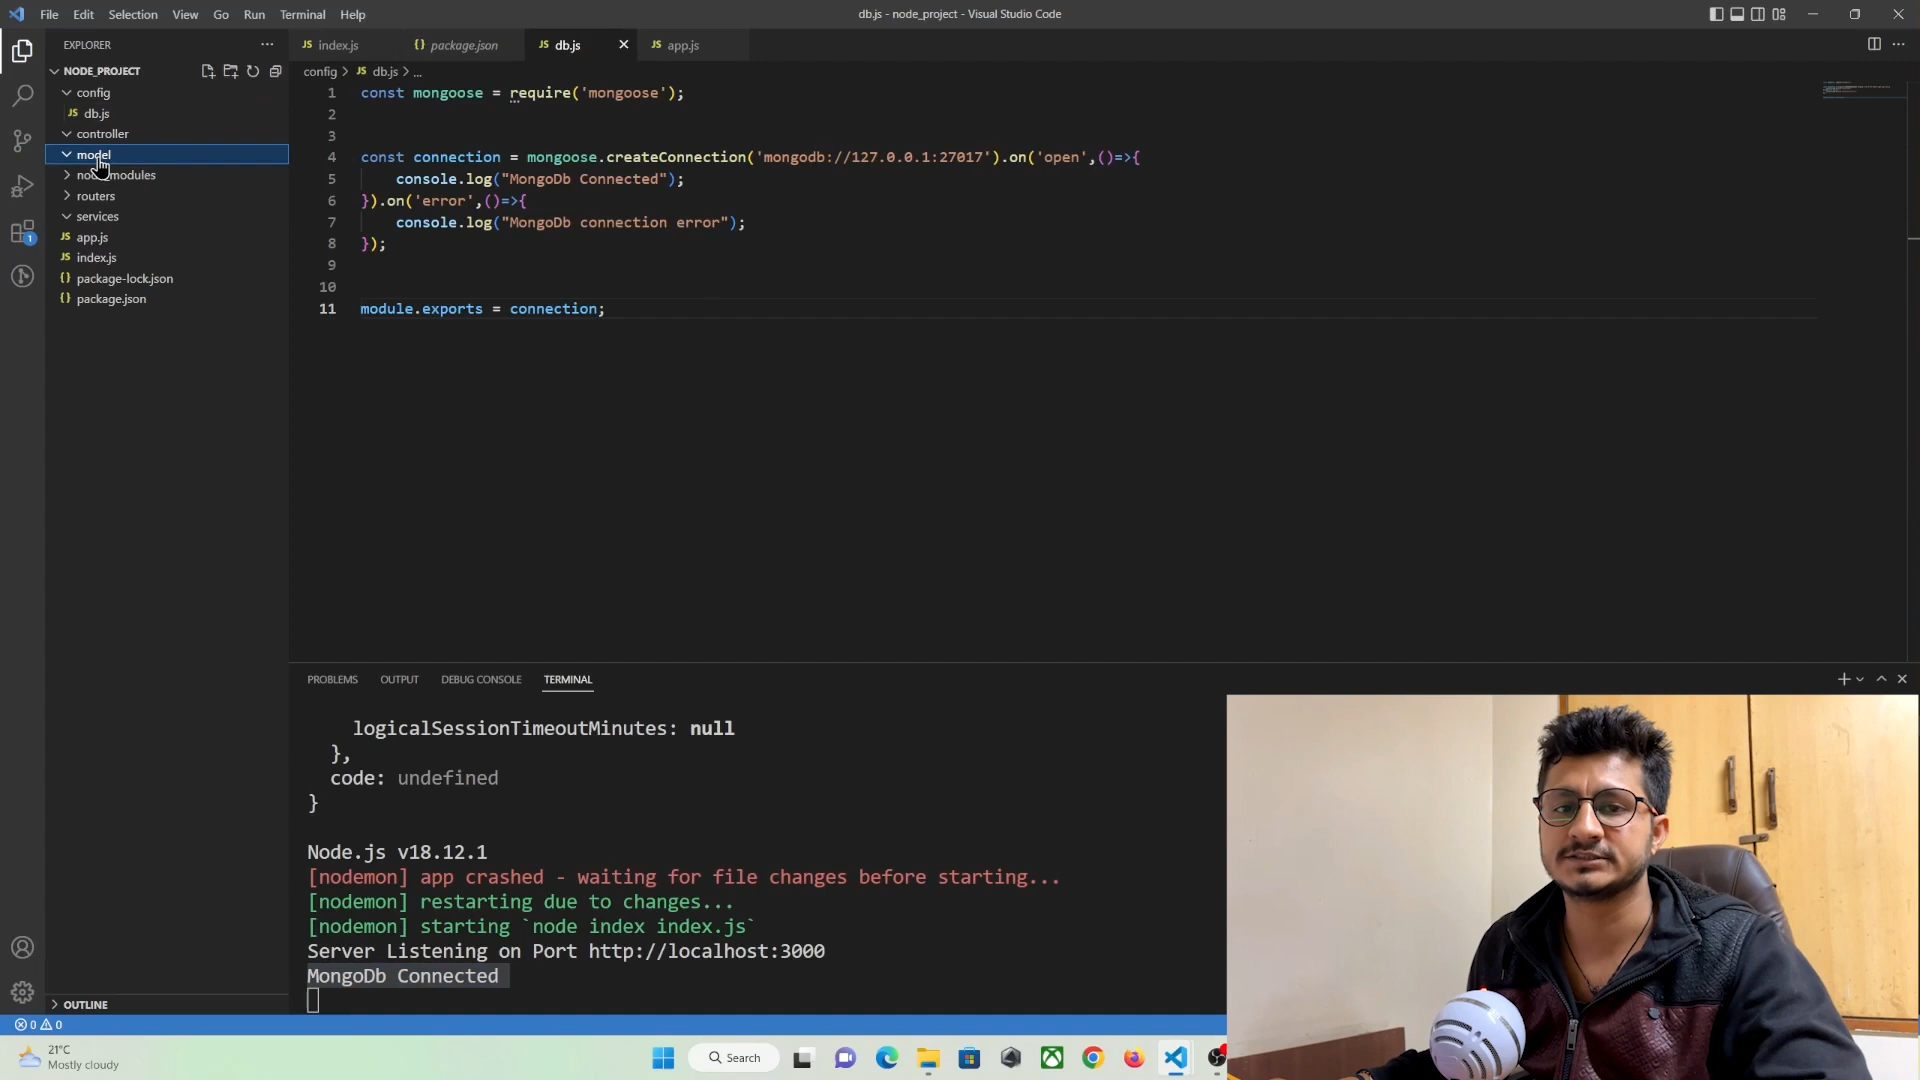 File Edit Selection View Go Run Terminal Help
db.js - node_project - Visual Studio Code
EXPLORER
index.js
package.json
db.js
app.js
NODE_PROJECT
config
db.js
controller
model
node_modules
routers
services
app.js
index.js
package-lock.json
package.json
OUTLINE
config > JS db.js > ...
1 const mongoose = require('mongoose');
2
3
4 const connection = mongoose.createConnection('mongodb://127.0.0.1:27017').on('open',()=>{
5 console.log("MongoDb Connected");
6 }).on('error',()=>{
7 console.log("MongoDb connection error");
8 });
9
10
11 module.exports = connection;
PROBLEMS OUTPUT DEBUG CONSOLE TERMINAL
logicalSessionTimeoutMinutes: null
},
code: undefined
}
Node.js v18.12.1
[nodemon] app crashed - waiting for file changes before starting...
[nodemon] restarting due to changes...
[nodemon] starting `node index index.js`
Server Listening on Port http://localhost:3000
MongoDb Connected
0 0
21°C
Mostly cloudy
Search